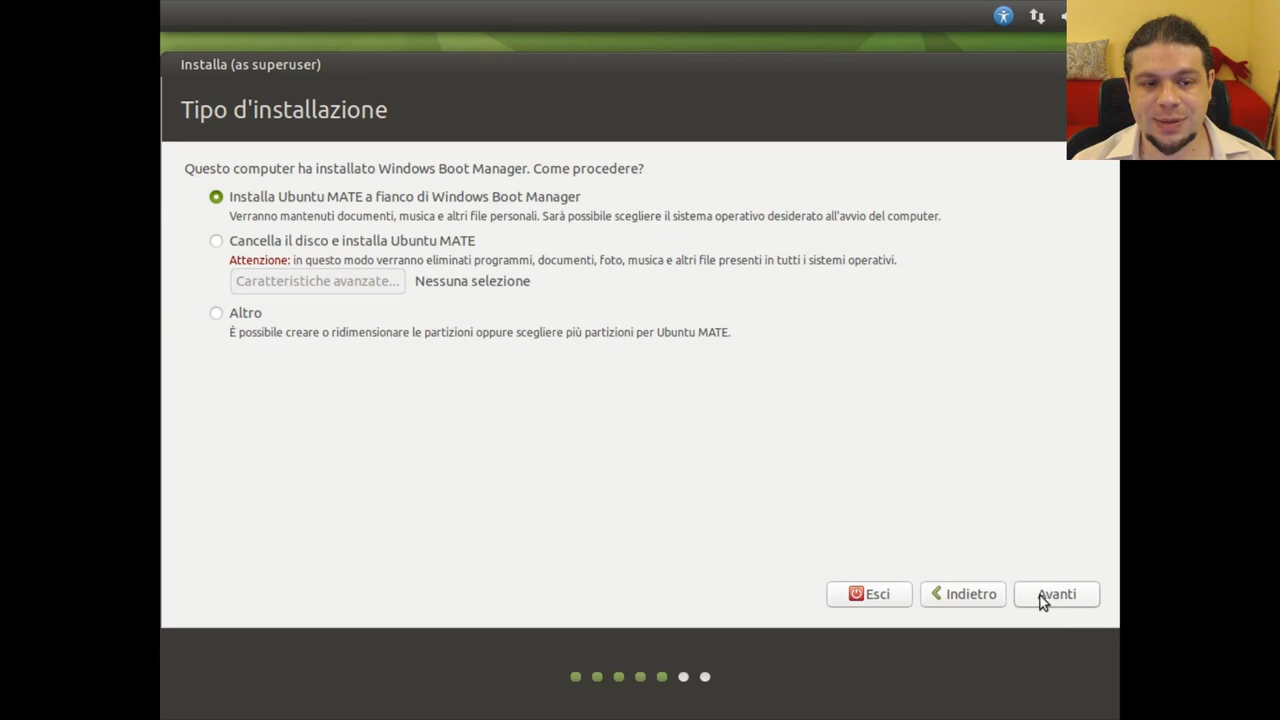 Installa (as superuser)
Tipo d'installazione
Questo computer ha installato Windows Boot Manager. Come procedere?
Installa Ubuntu MATE a fianco di Windows Boot Manager
Verranno mantenuti documenti, musica e altri file personali. Sarà possibile scegliere il sistema operativo desiderato all'avvio del computer.
Cancella il disco e installa Ubuntu MATE
Attenzione: in questo modo verranno eliminati programmi, documenti, foto, musica e altri file presenti in tutti i sistemi operativi.
Caratteristiche avanzate... Nessuna selezione
Altro
È possibile creare o ridimensionare le partizioni oppure scegliere più partizioni per Ubuntu MATE.
Esci Indietro Avanti